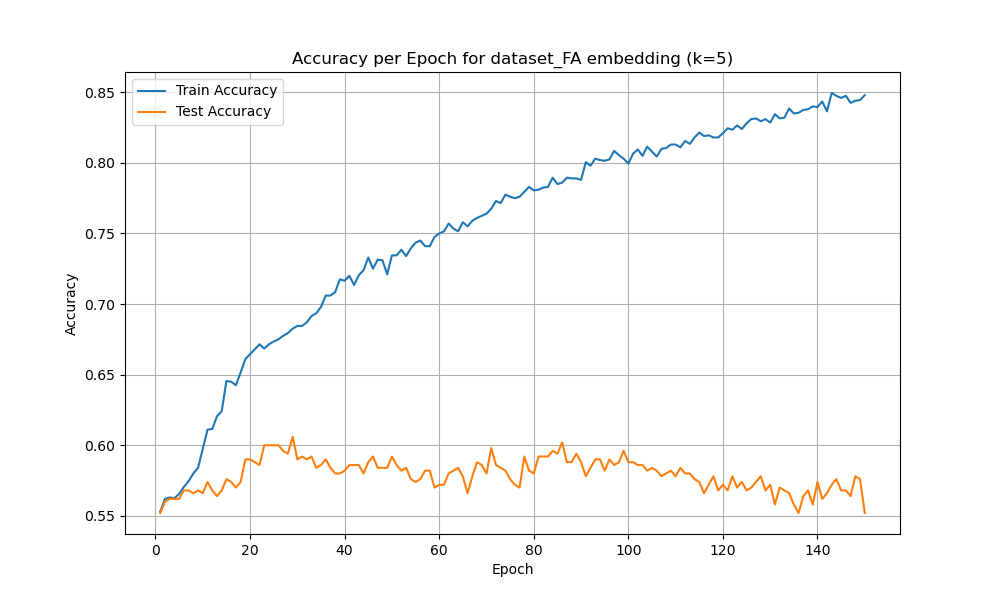 Accuracy per Epoch for dataset_FA embedding (k=5)
Train Accuracy
Test Accuracy
0.85
0.80
0.75
0.70
0.65
0.60
0.55
Accuracy
0 20 40 60 80 100 120 140
Epoch